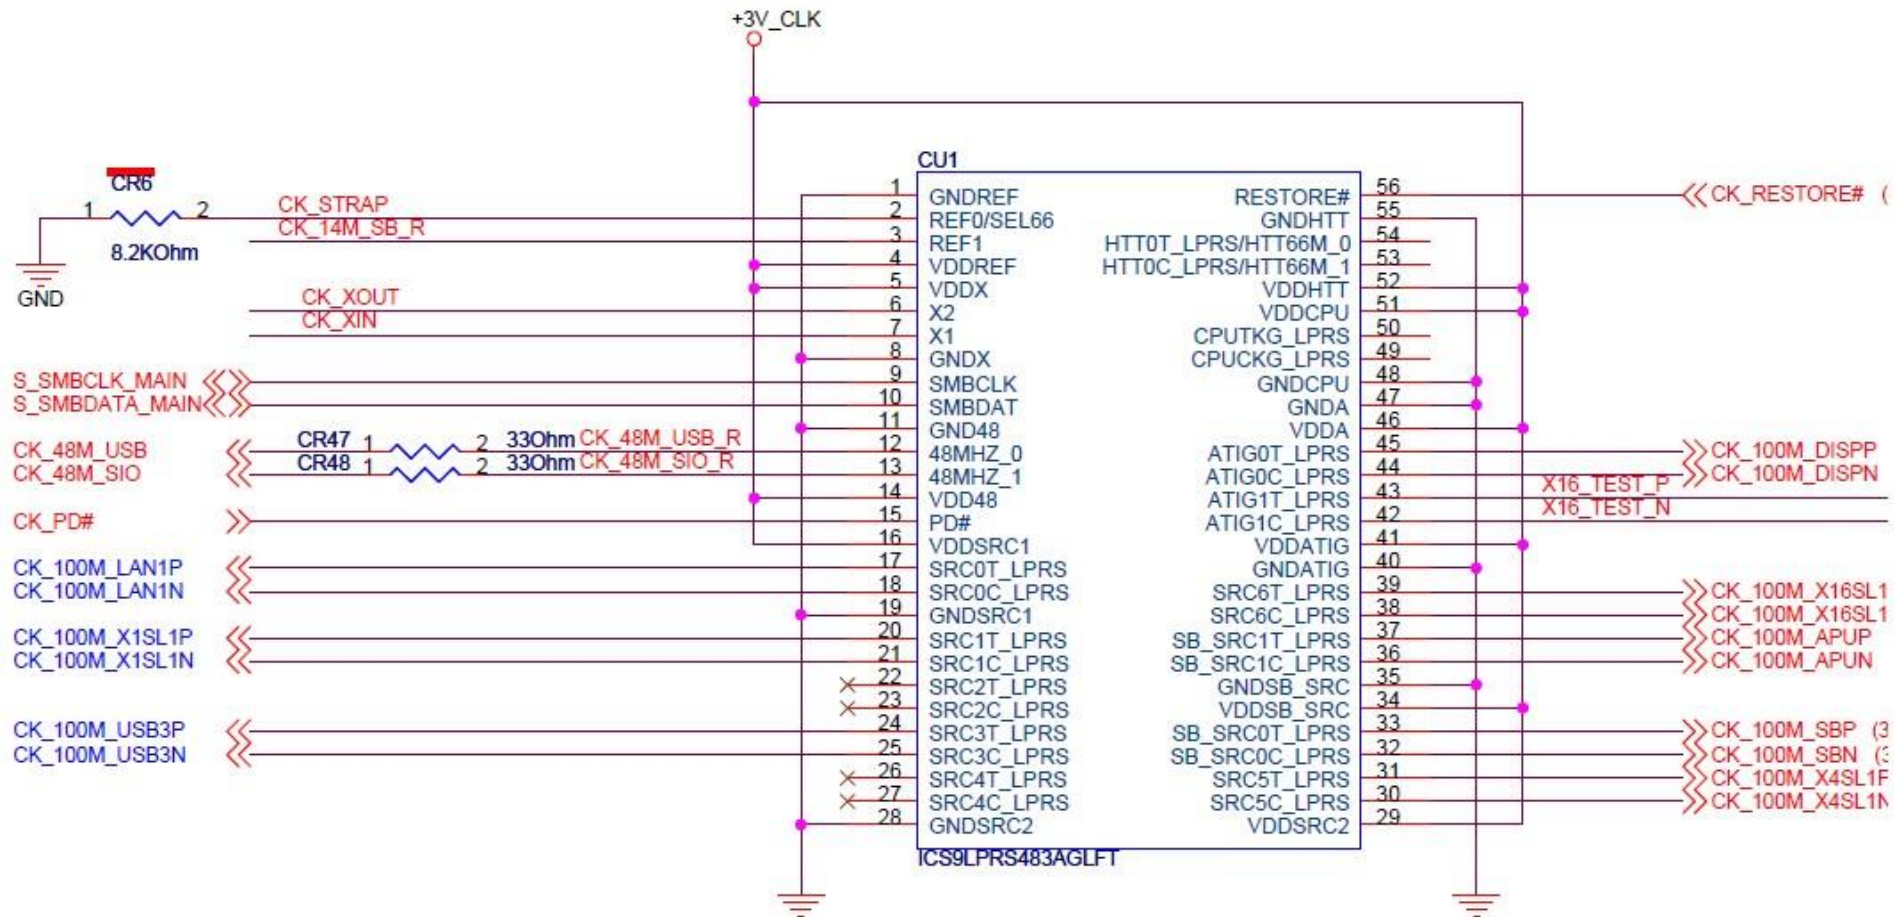 +3V_CLK
CU1
CR6
1 2
8.2KOhm
GND
CK_STRAP
CK_14M_SB_R
CK_XOUT
CK_XIN
S_SMBCLK_MAIN
S_SMBDATA_MAIN
CK_48M_USB CR47 1 2 33Ohm CK_48M_USB_R
CK_48M_SIO CR48 1 2 33Ohm CK_48M_SIO_R
CK_PD#
CK_100M_LAN1P
CK_100M_LAN1N
CK_100M_X1SL1P
CK_100M_X1SL1N
CK_100M_USB3P
CK_100M_USB3N
1 GNDREF RESTORE# 56 CK_RESTORE# (
2 REF0/SEL66 GNDHTT 55
3 REF1 HTT0T_LPRS/HTT66M_0 54
4 VDDREF HTT0C_LPRS/HTT66M_1 53
5 VDDX VDDHTT 52
6 X2 VDDCPU 51
7 X1 CPUTKG_LPRS 50
8 GNDX CPUCKG_LPRS 49
9 SMBCLK GNDCPU 48
10 SMBDAT GNDA 47
11 GND48 VDDA 46
12 48MHZ_0 ATIG0T_LPRS 45 CK_100M_DISPP
13 48MHZ_1 ATIG0C_LPRS 44 CK_100M_DISPN
14 VDD48 ATIG1T_LPRS 43 X16_TEST_P
15 PD# ATIG1C_LPRS 42 X16_TEST_N
16 VDDSRC1 VDDATIG 41
17 SRC0T_LPRS GNDATIG 40
18 SRC0C_LPRS SRC6T_LPRS 39 CK_100M_X16SL1
19 GNDSRC1 SRC6C_LPRS 38 CK_100M_X16SL1
20 SRC1T_LPRS SB_SRC1T_LPRS 37 CK_100M_APUP
21 SRC1C_LPRS SB_SRC1C_LPRS 36 CK_100M_APUN
22 SRC2T_LPRS GNDSB_SRC 35
23 SRC2C_LPRS VDDSB_SRC 34
24 SRC3T_LPRS SB_SRC0T_LPRS 33 CK_100M_SBP (3
25 SRC3C_LPRS SB_SRC0C_LPRS 32 CK_100M_SBN (3
26 SRC4T_LPRS SRC5T_LPRS 31 CK_100M_X4SL1P
27 SRC4C_LPRS SRC5C_LPRS 30 CK_100M_X4SL1N
28 GNDSRC2 VDDSRC2 29
ICS9LPRS483AGLFT